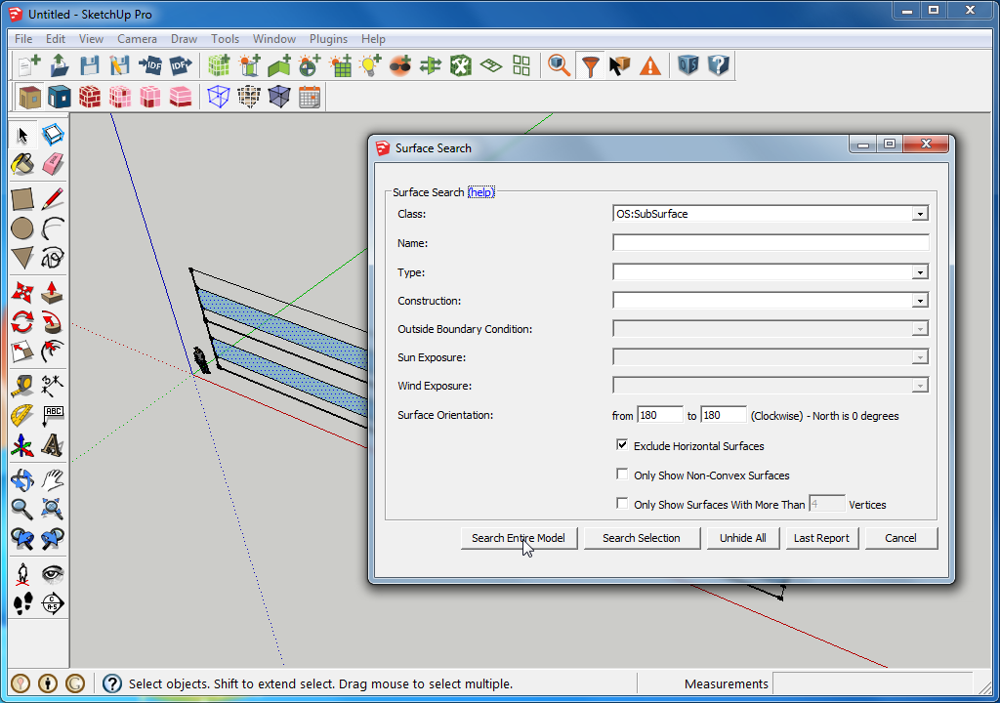 Untitled - SketchUp Pro
File Edit View Camera Draw Tools Window Plugins Help
IDF IDF
OS
Surface Search
Surface Search (help)
Class: OS:SubSurface
Name:
Type:
Construction:
Outside Boundary Condition:
Sun Exposure:
Wind Exposure:
Surface Orientation: from 180 to 180 (Clockwise) - North is 0 degrees
Exclude Horizontal Surfaces
Only Show Non-Convex Surfaces
Only Show Surfaces With More Than 4 Vertices
Search Entire Model Search Selection Unhide All Last Report Cancel
ABC
Select objects. Shift to extend select. Drag mouse to select multiple. Measurements